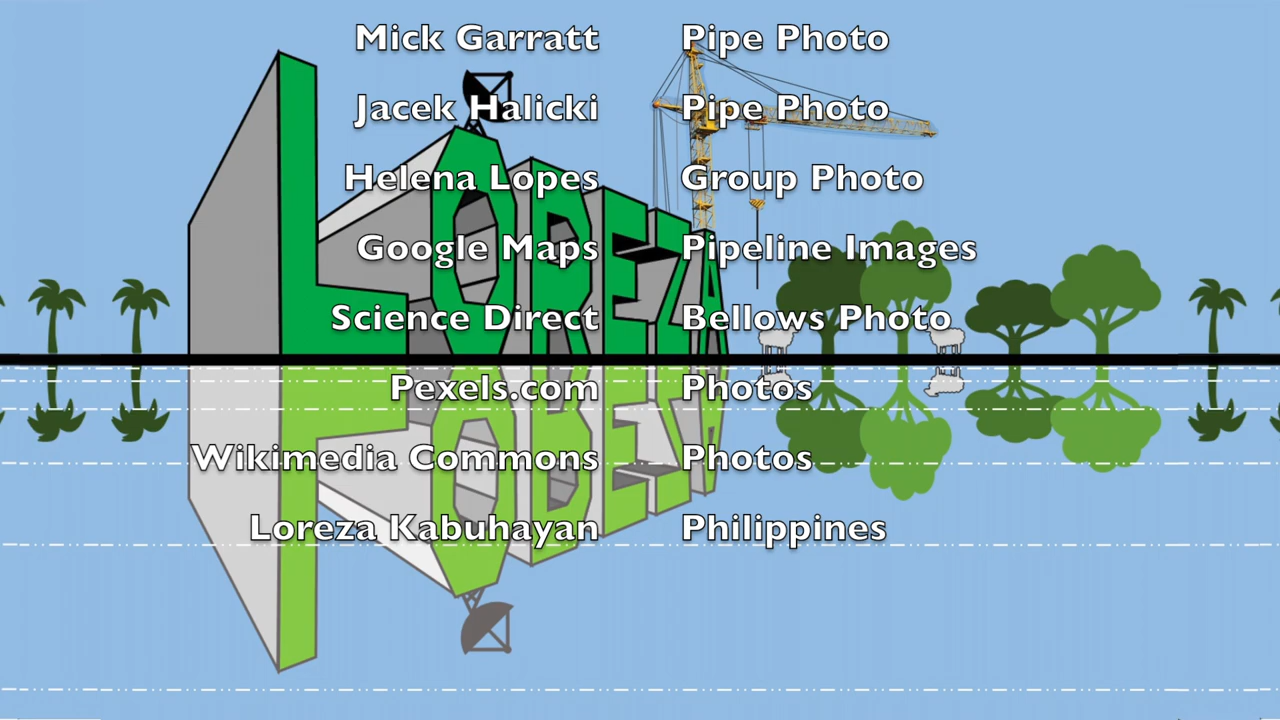 Mick Garratt Pipe Photo
Jacek Halicki Pipe Photo
Helena Lopes Group Photo
Google Maps Pipeline Images
Science Direct Bellows Photo
Pexels.com Photos
Wikimedia Commons Photos
Loreza Kabuhayan Philippines
LOREZA